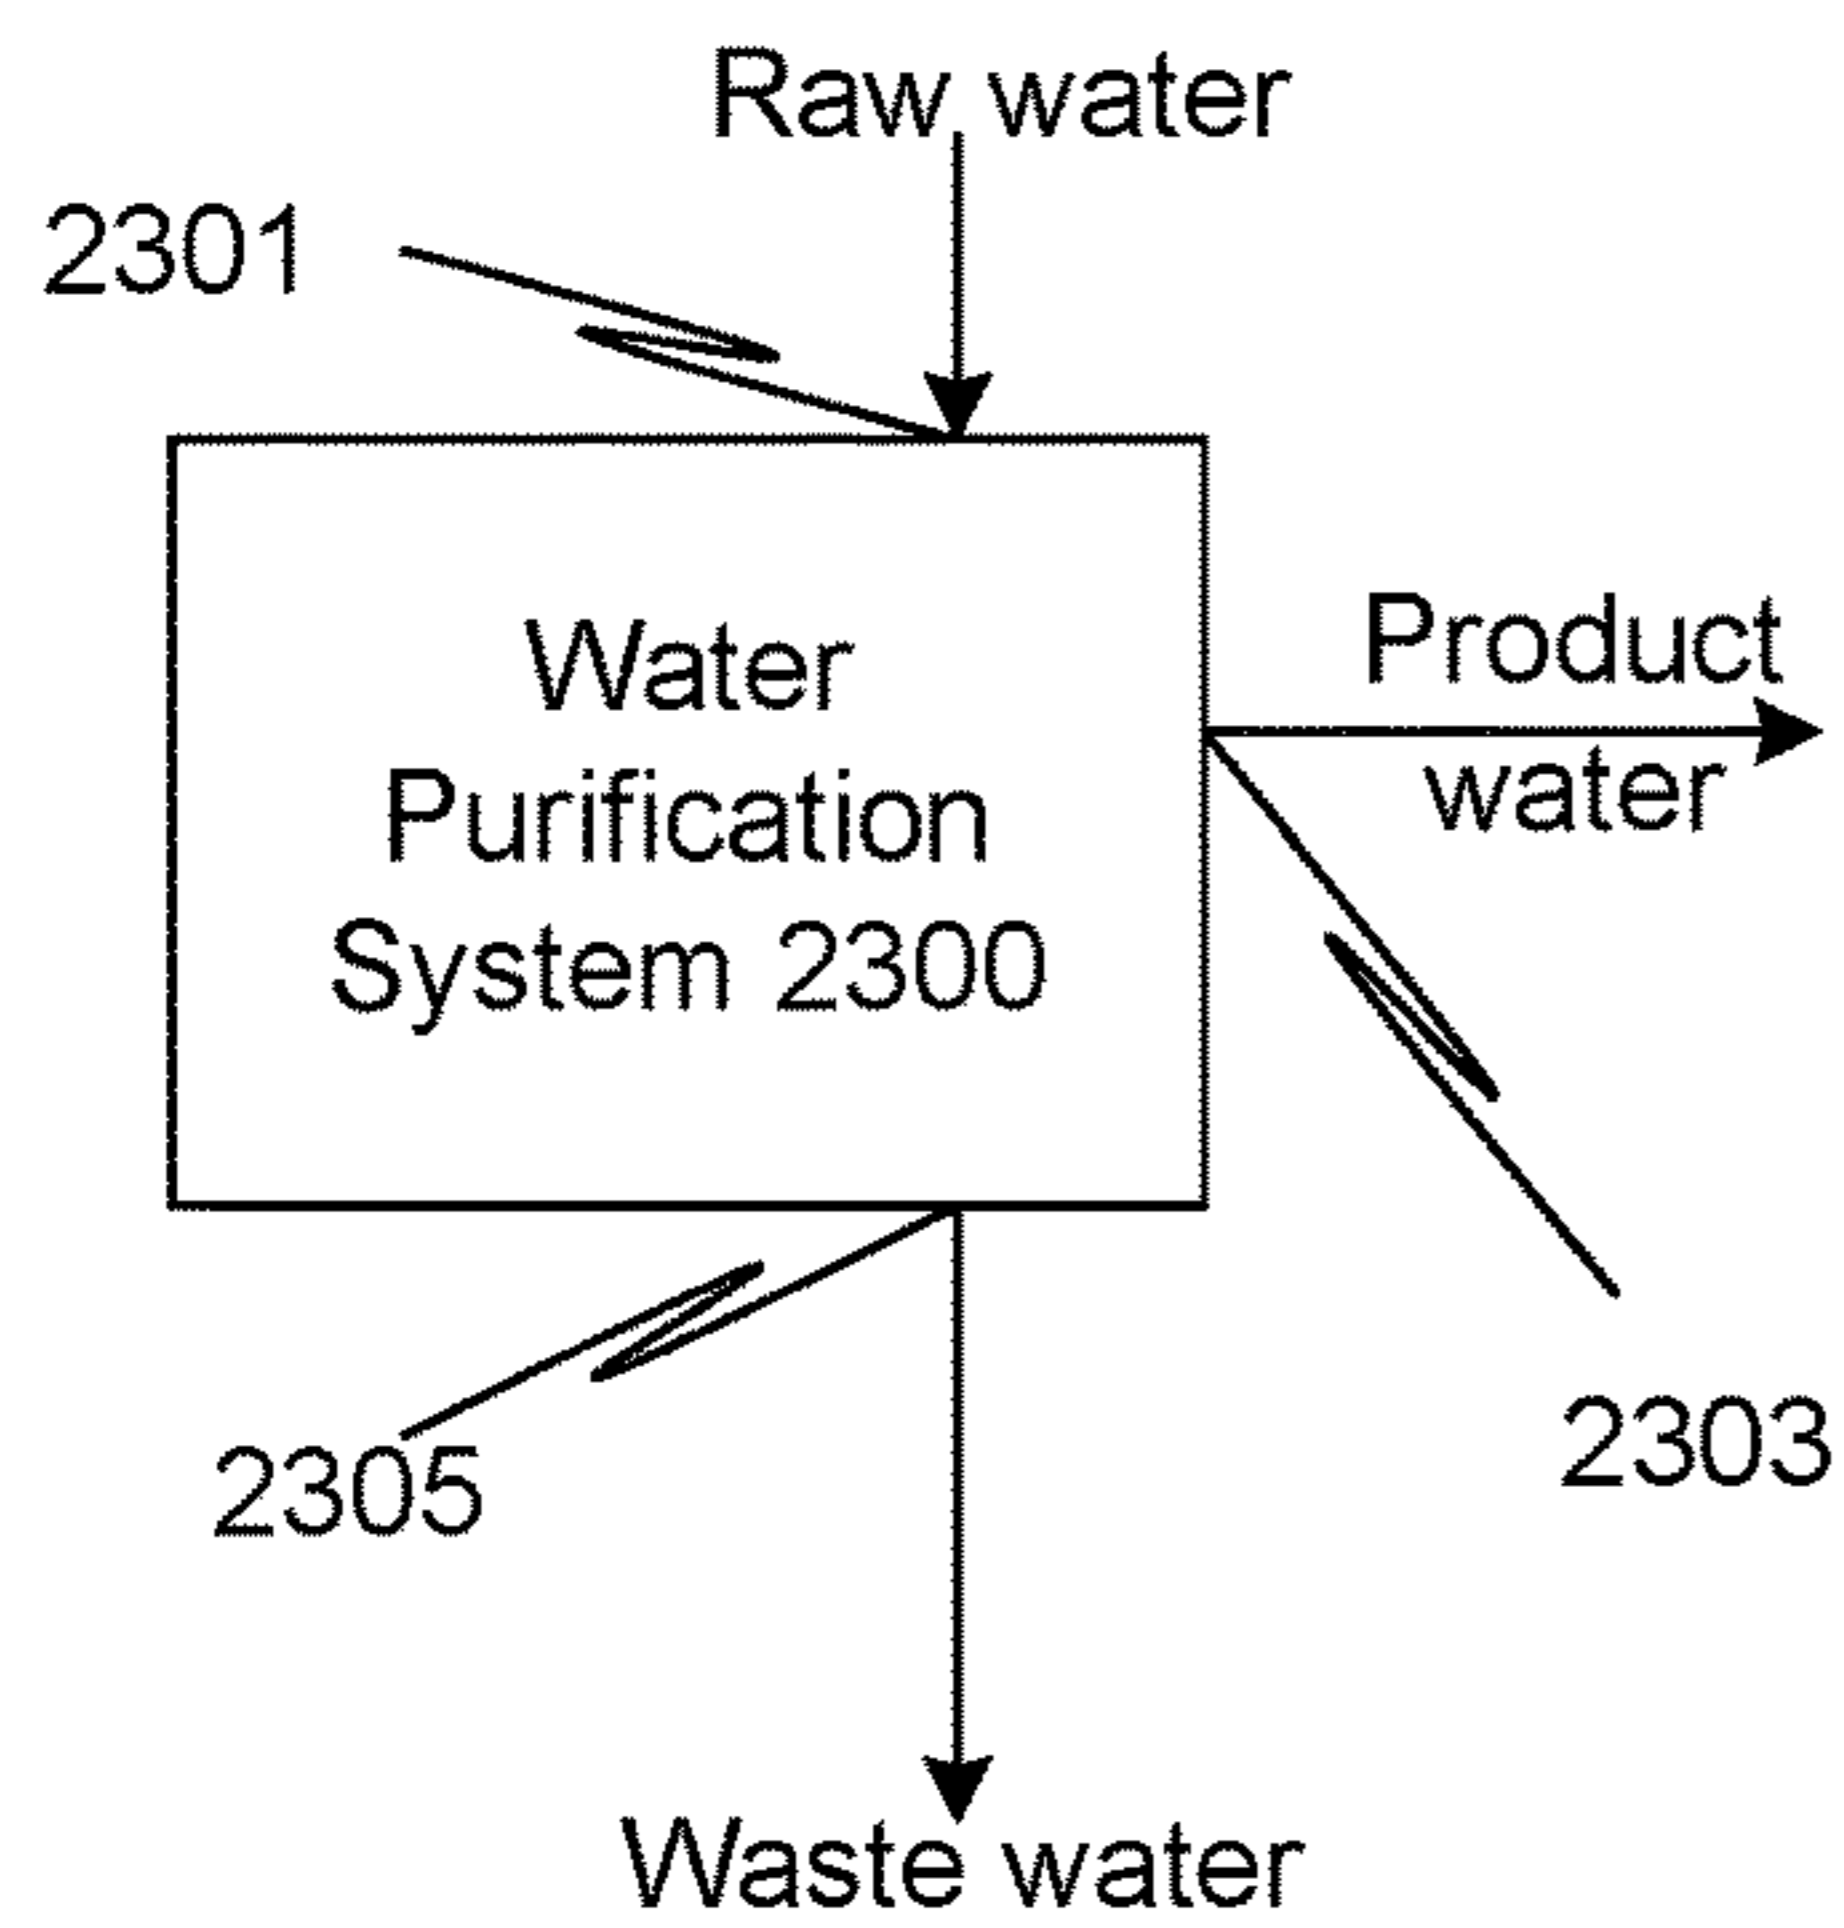 Raw water
2301
Water
Purification
System 2300
Product
water
2303
2305
Waste water